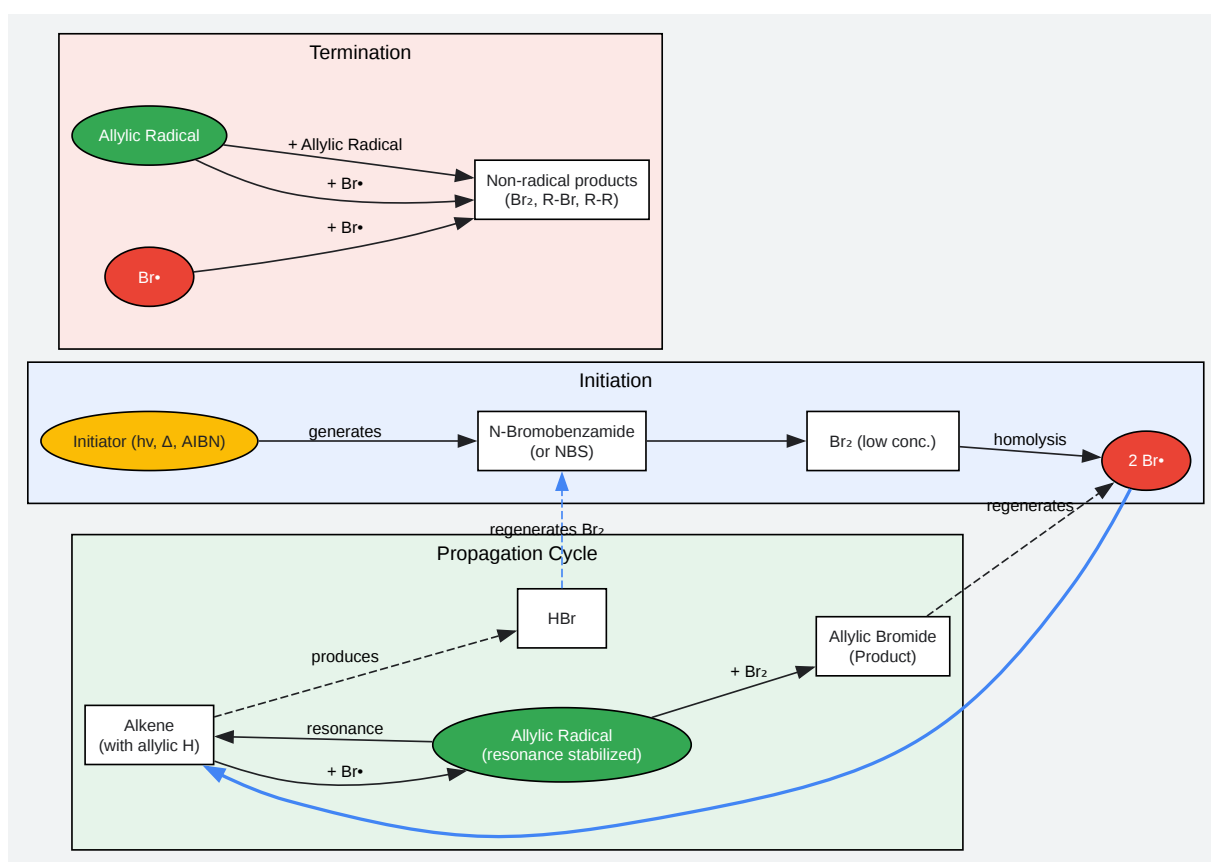 Termination
Allylic Radical
+ Allylic Radical
+ Br•
Non-radical products
(Br₂, R-Br, R-R)
+ Br•
Br•
Initiation
Initiator (hv, Δ, AIBN)
generates
N-Bromobenzamide
(or NBS)
Br₂ (low conc.)
homolysis
2 Br•
regenerates
regenerates Br₂
Propagation Cycle
HBr
Allylic Bromide
(Product)
produces
+ Br₂
Alkene
(with allylic H)
resonance
Allylic Radical
(resonance stabilized)
+ Br•